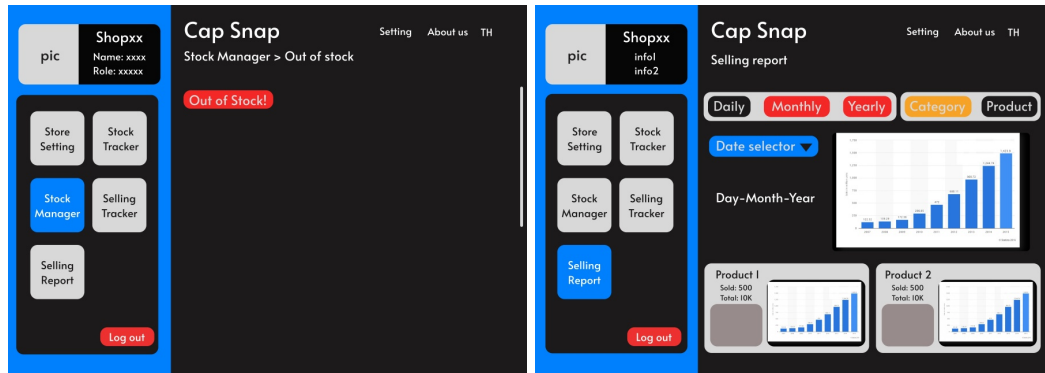 pic
Shopxx
Name: xxxx
Role: xxxxx
Store
Setting
Stock
Tracker
Stock
Manager
Selling
Tracker
Selling
Report
Log out
Cap Snap
Setting About us TH
Stock Manager > Out of stock
Out of Stock!
pic
Shopxx
info1
info2
Store
Setting
Stock
Tracker
Stock
Manager
Selling
Tracker
Selling
Report
Log out
Cap Snap
Setting About us TH
Selling report
Daily Monthly Yearly Category Product
Date selector
Day-Month-Year
Product 1
Sold: 500
Total: 10K
Product 2
Sold: 500
Total: 10K